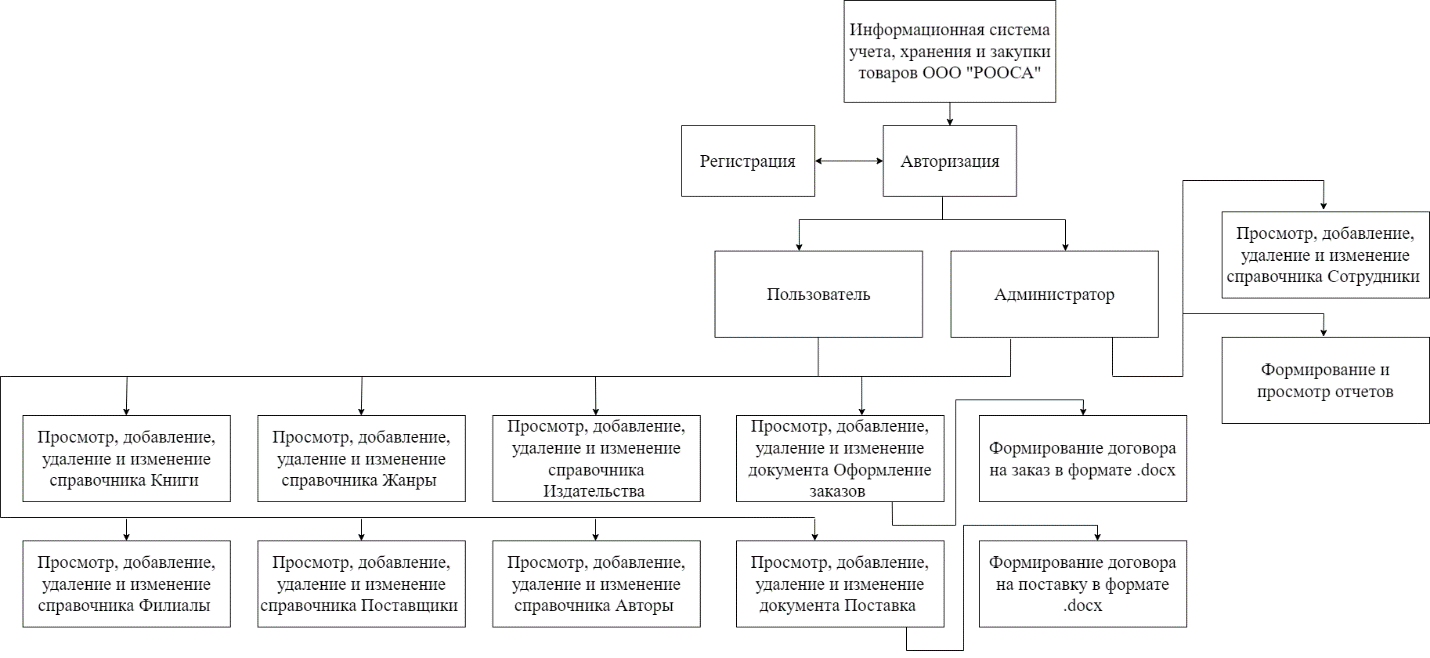 Информационная система
учета, хранения и закупки
товаров ООО "РООСА"
Регистрация
Авторизация
Пользователь
Администратор
Просмотр, добавление,
удаление и изменение
справочника Сотрудники
Формирование и
просмотр отчетов
Просмотр, добавление,
удаление и изменение
справочника Книги
Просмотр, добавление,
удаление и изменение
справочника Жанры
Просмотр, добавление,
удаление и изменение
справочника
Издательства
Просмотр, добавление,
удаление и изменение
документа Оформление
заказов
Формирование договора
на заказ в формате .docx
Просмотр, добавление,
удаление и изменение
справочника Филиалы
Просмотр, добавление,
удаление и изменение
справочника Поставщики
Просмотр, добавление,
удаление и изменение
справочника Авторы
Просмотр, добавление,
удаление и изменение
документа Поставка
Формирование договора
на поставку в формате
.docx